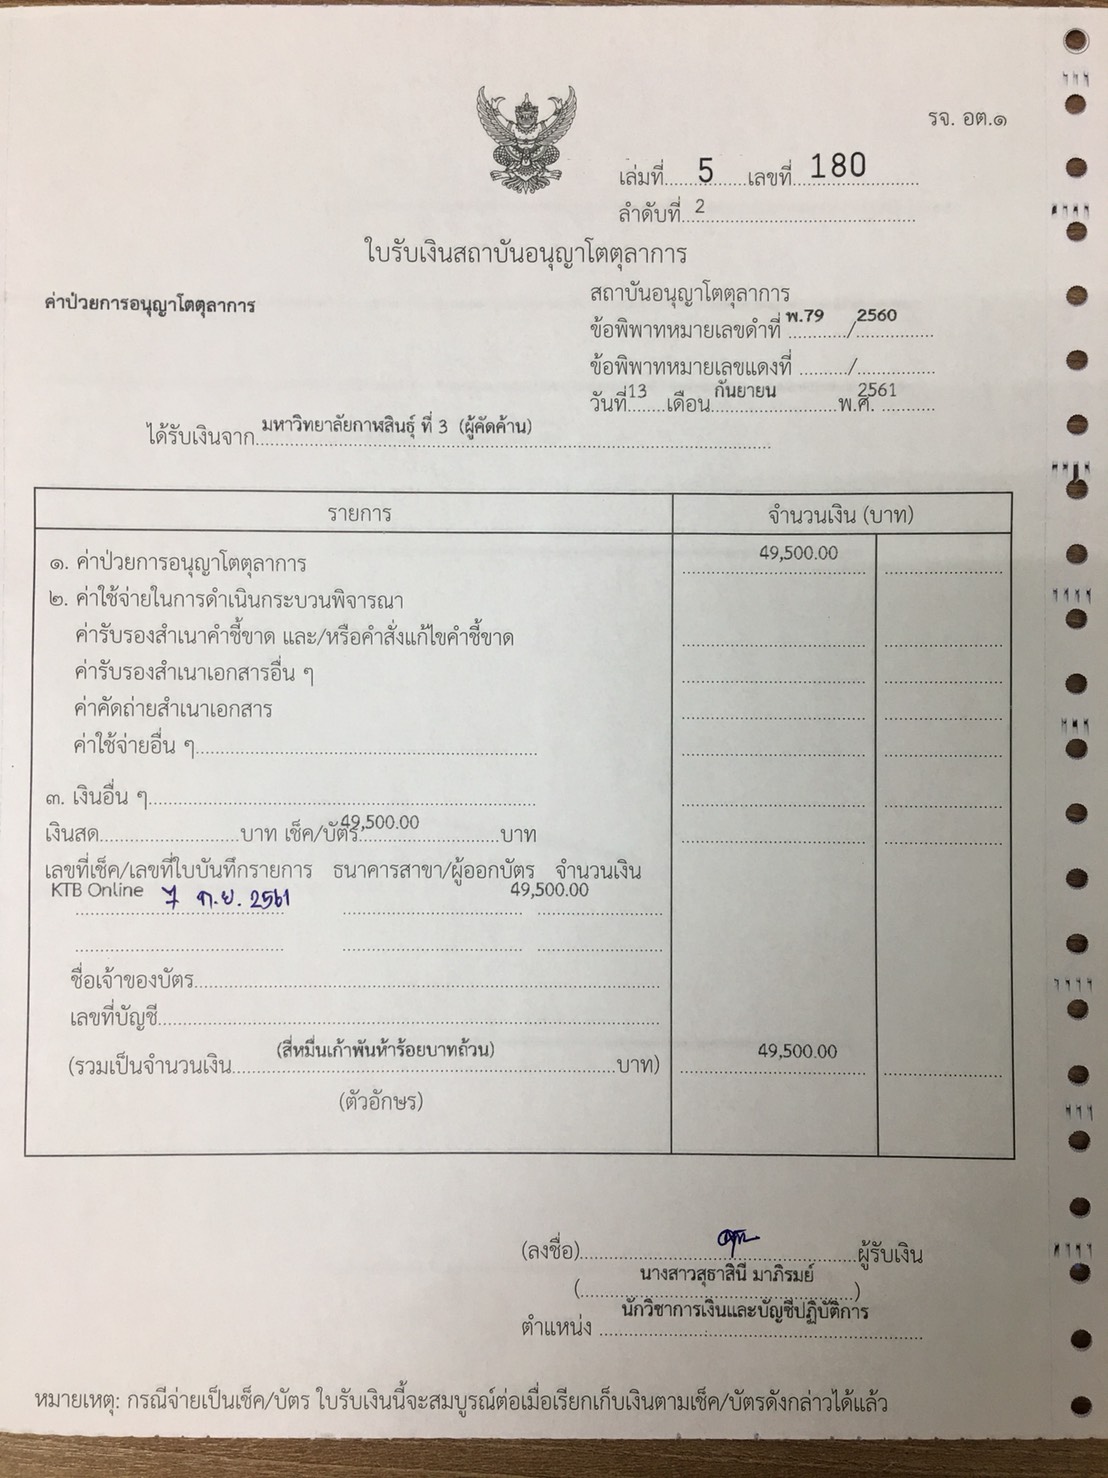 รจ. อต.๑
เล่มที่.......5......เลขที่..180
ลำดับที่..2
ใบรับเงินสถาบันอนุญาโตตุลาการ
ค่าป่วยการอนุญาโตตุลาการ
สถาบันอนุญาโตตุลาการ
ข้อพิพาทหมายเลขดำที่ พ.79 / 2560
ข้อพิพาทหมายเลขแดงที่ ........../................
วันที่13.......เดือน กันยายน พ.ศ. 2561
ได้รับเงินจาก มหาวิทยาลัยกาฬสินธุ์ ที่ 3 (ผู้คัดค้าน)
รายการ จำนวนเงิน (บาท)
๑. ค่าป่วยการอนุญาโตตุลาการ 49,500.00
๒. ค่าใช้จ่ายในการดำเนินกระบวนพิจารณา
ค่ารับรองสำเนาคำชี้ขาด และ/หรือคำสั่งแก้ไขคำชี้ขาด
ค่ารับรองสำเนาเอกสารอื่น ๆ
ค่าคัดถ่ายสำเนาเอกสาร
ค่าใช้จ่ายอื่น ๆ
๓. เงินอื่น ๆ
เงินสด........................บาท เช็ค/บัตร 49,500.00 บาท
เลขที่เช็ค/เลขที่ใบบันทึกรายการ ธนาคารสาขา/ผู้ออกบัตร จำนวนเงิน
KTB Online 7 ก.ย. 2561 49,500.00
ชื่อเจ้าของบัตร
เลขที่บัญชี
(รวมเป็นจำนวนเงิน (สี่หมื่นเก้าพันห้าร้อยบาทถ้วน) บาท) 49,500.00
(ตัวอักษร)
(ลงชื่อ) ผู้รับเงิน
(นางสาวสุธาสินี มาภิรมย์)
ตำแหน่ง นักวิชาการเงินและบัญชีปฏิบัติการ
หมายเหตุ: กรณีจ่ายเป็นเช็ค/บัตร ใบรับเงินนี้จะสมบูรณ์ต่อเมื่อเรียกเก็บเงินตามเช็ค/บัตรดังกล่าวได้แล้ว